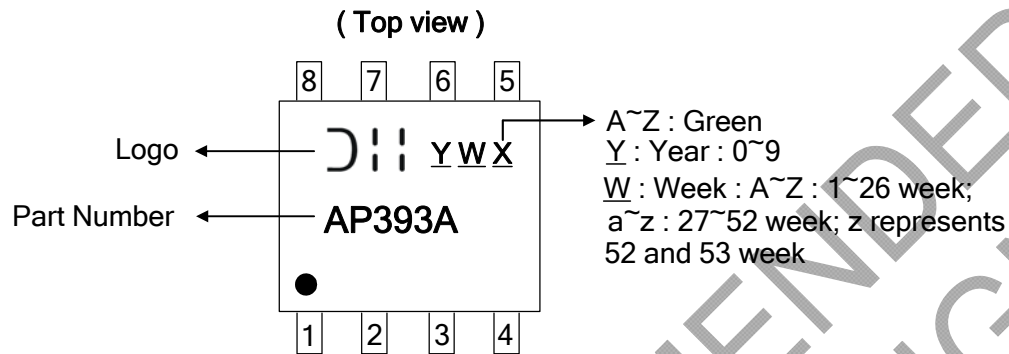 ( Top view )
8 7 6 5
Logo
Y W X
A~Z : Green
Y : Year : 0~9
W : Week : A~Z : 1~26 week;
a~z : 27~52 week; z represents
52 and 53 week
Part Number
AP393A
1 2 3 4